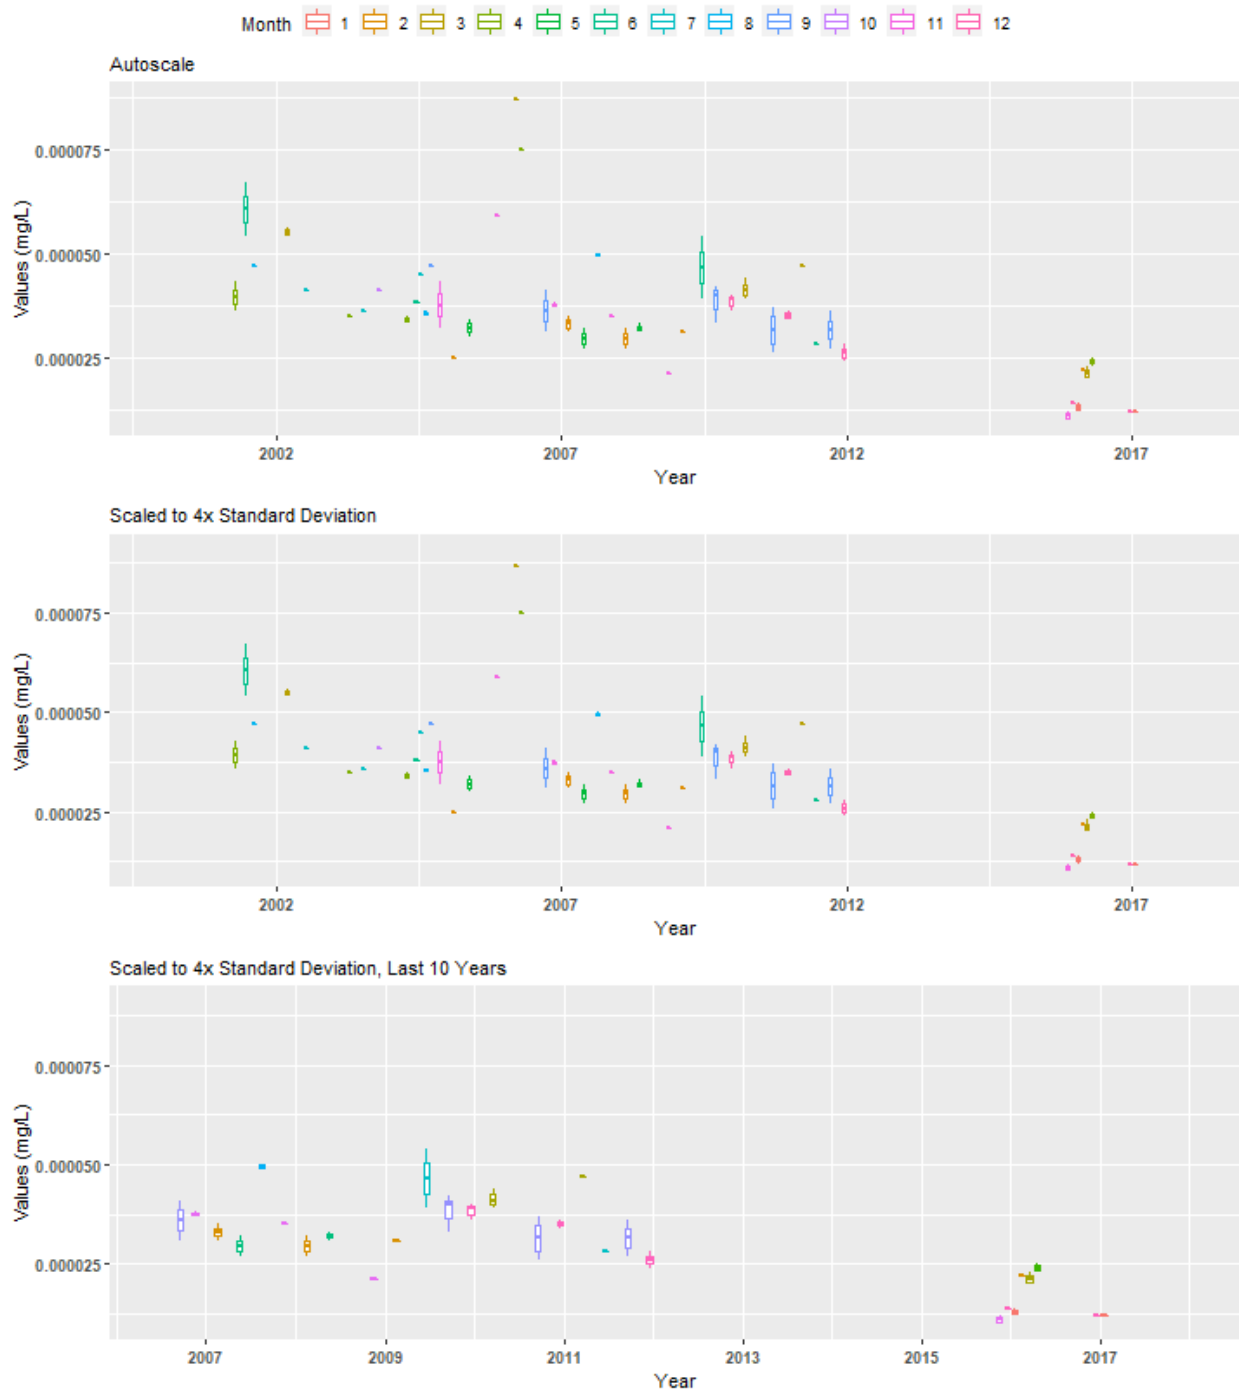 Month 1 2 3 4 5 6 7 8 9 10 11 12
Autoscale
Values (mg/L)
0.000075
0.000050
0.000025
2002 2007 2012 2017
Year
Scaled to 4x Standard Deviation
Values (mg/L)
0.000075
0.000050
0.000025
2002 2007 2012 2017
Year
Scaled to 4x Standard Deviation, Last 10 Years
Values (mg/L)
0.000075
0.000050
0.000025
2007 2009 2011 2013 2015 2017
Year